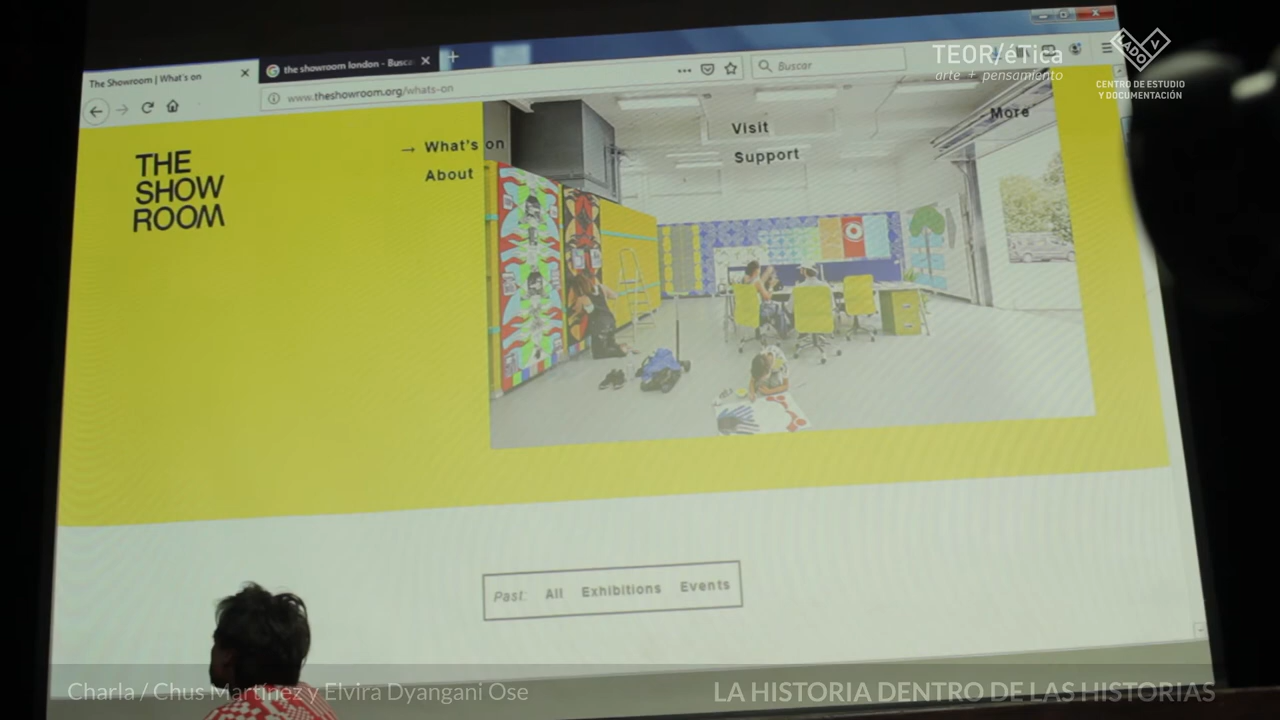 The Showroom | What's on
the showroom london - Busca
www.theshowroom.org/whats-on
Buscar
TEOR/éTica
arte + pensamiento
LADO V
CENTRO DE ESTUDIO
Y DOCUMENTACIÓN
THE
SHOW
ROOM
→ What's on
About
Visit
Support
More
Past: All Exhibitions Events
Charla / Chus Martínez y Elvira Dyangani Ose
LA HISTORIA DENTRO DE LAS HISTORIAS